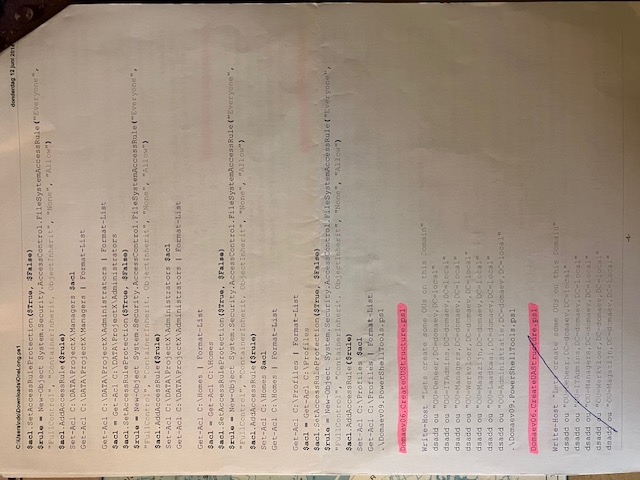 C:\Users\ndo\Downloads\OneLong.ps1
donderdag 12 juni 2014
$acl.SetAccessRuleProtection($True, $False)
$rule = New-Object System.Security.AccessControl.FileSystemAccessRule("Everyone",
"FullControl", "ContainerInherit, ObjectInherit", "None", "Allow")
$acl.AddAccessRule($rule)
Set-Acl C:\DATA\ProjectX\Managers $acl
Get-Acl C:\DATA\ProjectX\Managers | Format-List
Get-Acl C:\DATA\ProjectX\Administrators | Format-List
$acl = Get-Acl C:\DATA\ProjectX\Administrators
$acl.SetAccessRuleProtection($True, $False)
$rule = New-Object System.Security.AccessControl.FileSystemAccessRule("Everyone",
"FullControl", "ContainerInherit, ObjectInherit", "None", "Allow")
$acl.AddAccessRule($rule)
Set-Acl C:\DATA\ProjectX\Administrators $acl
Get-Acl C:\DATA\ProjectX\Administrators | Format-List
Get-Acl C:\Homes | Format-List
$acl = Get-Acl C:\Homes
$acl.SetAccessRuleProtection($True, $False)
$rule = New-Object System.Security.AccessControl.FileSystemAccessRule("Everyone",
"FullControl", "ContainerInherit, ObjectInherit", "None", "Allow")
$acl.AddAccessRule($rule)
Set-Acl C:\Homes $acl
Get-Acl C:\Homes | Format-List
Get-Acl C:\Profiles | Format-List
$acl = Get-Acl C:\Profiles
$acl.SetAccessRuleProtection($True, $False)
$rule = New-Object System.Security.AccessControl.FileSystemAccessRule("Everyone",
"FullControl", "ContainerInherit, ObjectInherit", "None", "Allow")
$acl.AddAccessRule($rule)
Set-Acl C:\Profiles $acl
Get-Acl C:\Profiles | Format-List
.\Domaev09.PowerShellTools.ps1
Domaev06.CreateOUStructure.ps1
Write-Host "Lets create some OUs on this Domain"
dsadd ou "OU=Beheer,DC=domaev,DC=local"
dsadd ou "OU=ITAdmins,DC=domaev,DC=local"
dsadd ou "OU=Managers,DC=domaev,DC=local"
dsadd ou "OU=Werkvloer,DC=domaev,DC=local"
dsadd ou "OU=Magazijn,DC=domaev,DC=local"
dsadd ou "OU=Laadkaai,DC=domaev,DC=local"
dsadd ou "OU=Administratie,DC=domaev,DC=local"
.\Domaev09.PowerShellTools.ps1
Domaev06.CreateUAStructure.ps1
Write-Host "Lets create some OUs on this Domain"
dsadd ou "OU=Beheer,DC=domaev,DC=local"
dsadd ou "OU=ITAdmins,DC=domaev,DC=local"
dsadd ou "OU=Managers,DC=domaev,DC=local"
dsadd ou "OU=Werkvloer,DC=domaev,DC=local"
dsadd ou "OU=Magazijn,DC=domaev,DC=local"